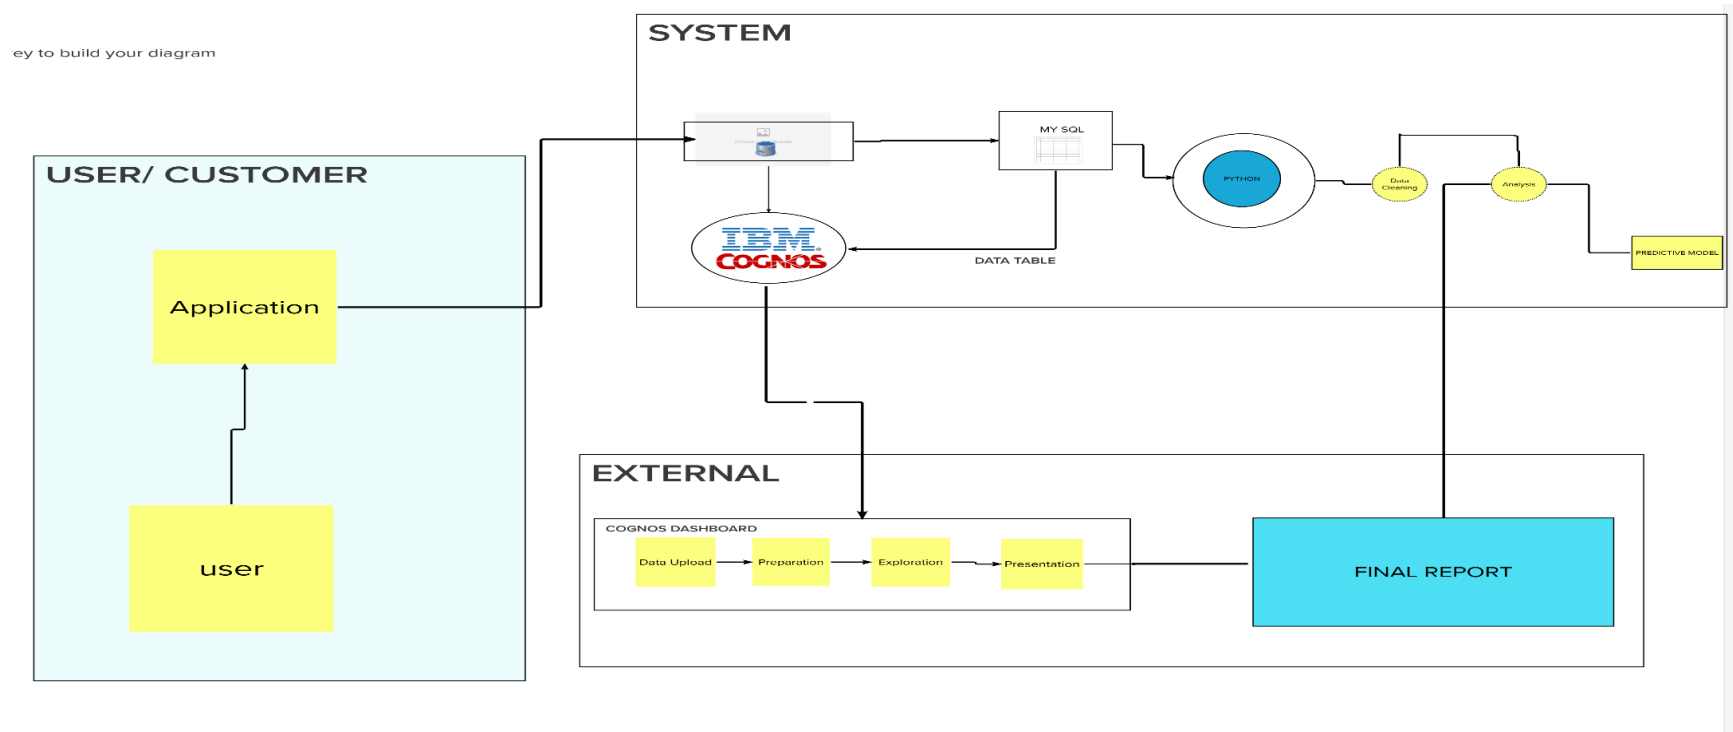 ey to build your diagram
SYSTEM
USER/ CUSTOMER
Application
user
MY SQL
PYTHON
Data
Cleaning
Analysis
PREDICTIVE MODEL
IBM®
COGNOS
DATA TABLE
EXTERNAL
COGNOS DASHBOARD
Data Upload
Preparation
Exploration
Presentation
FINAL REPORT